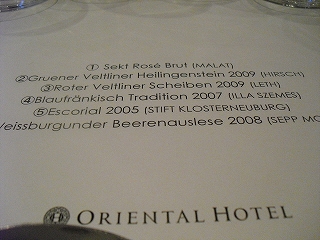 ① Sekt Rosé Brut (MALAT)
②Gruener Veltliner Heiligenstein 2009 (HIRSCH)
③Roter Veltliner Scheiben 2009 (LETH)
④Blaufränkisch Tradition 2007 (ILLA SZEMES)
⑤Escorial 2005 (STIFT KLOSTERNEUBURG)
Weissburgunder Beerenauslese 2008 (SEPP MO
ORIENTAL HOTEL